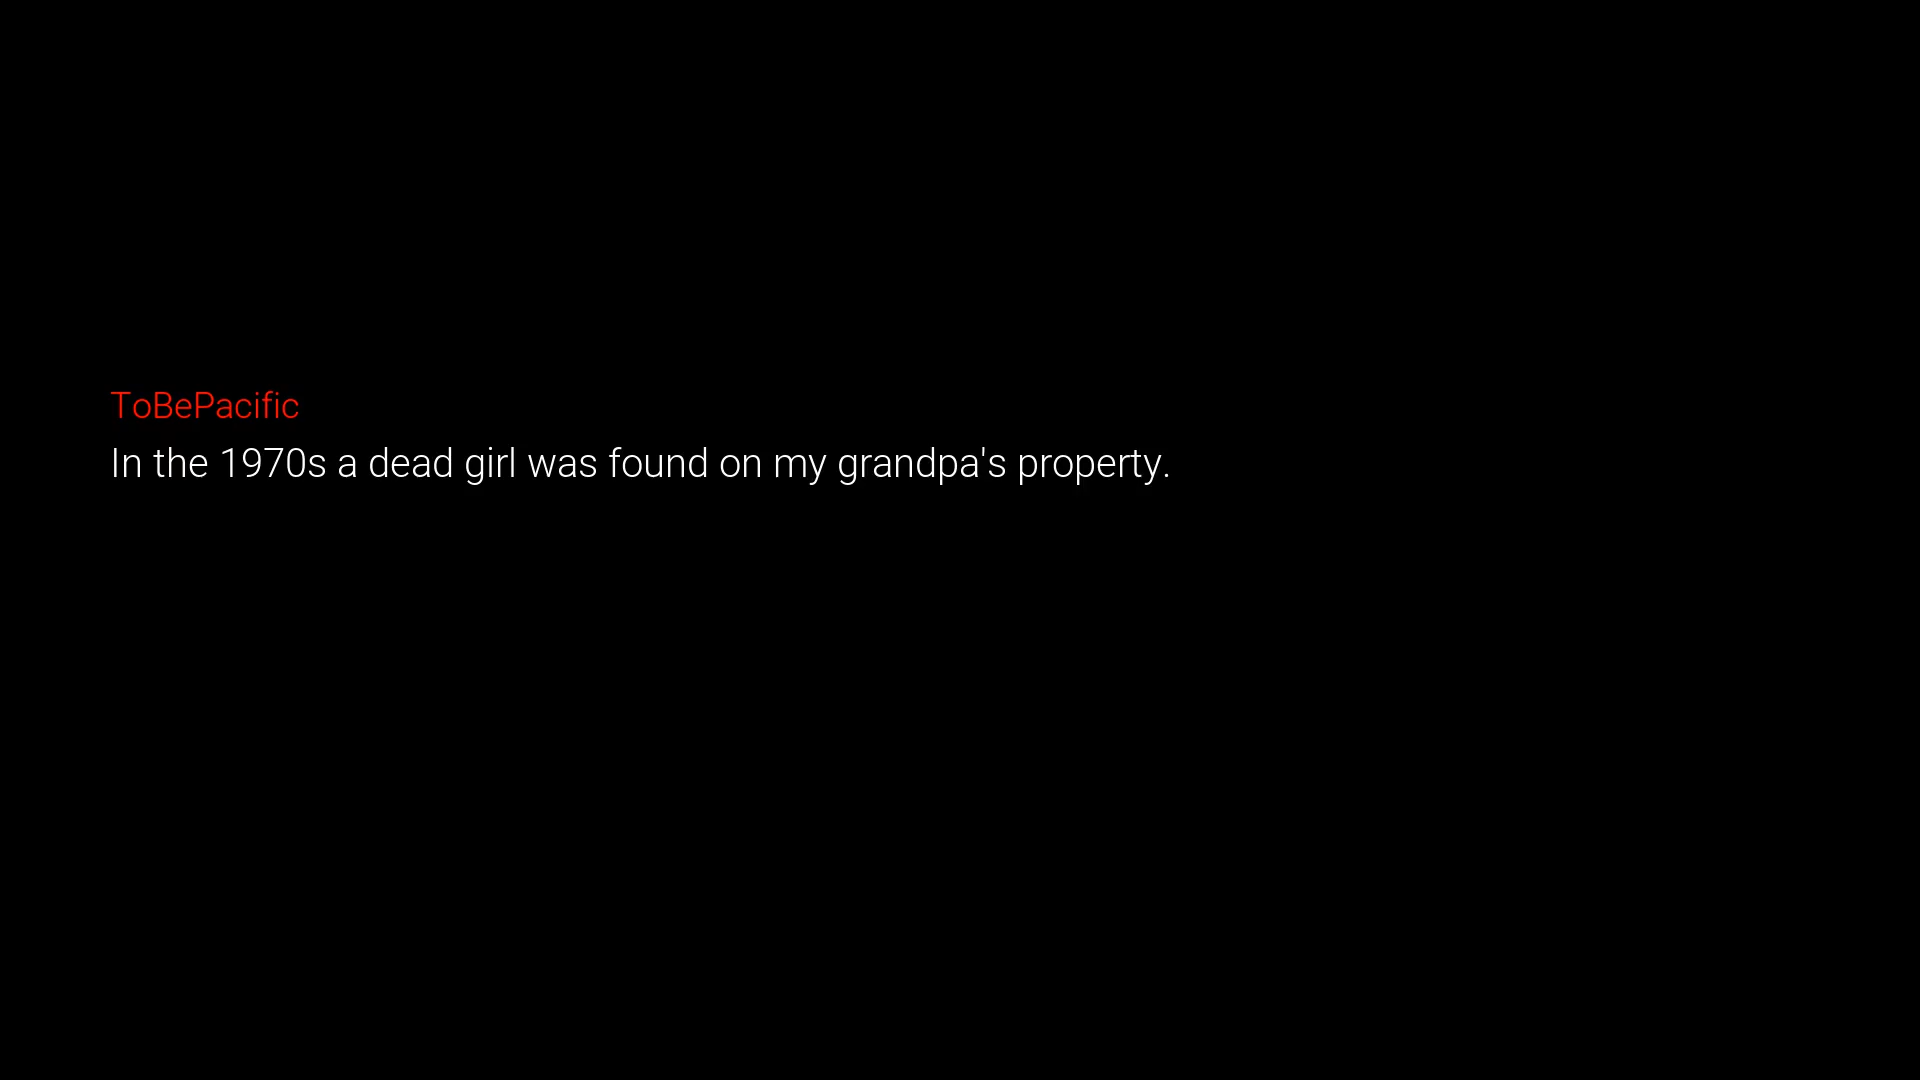 ToBePacific
In the 1970s a dead girl was found on my grandpa's property.